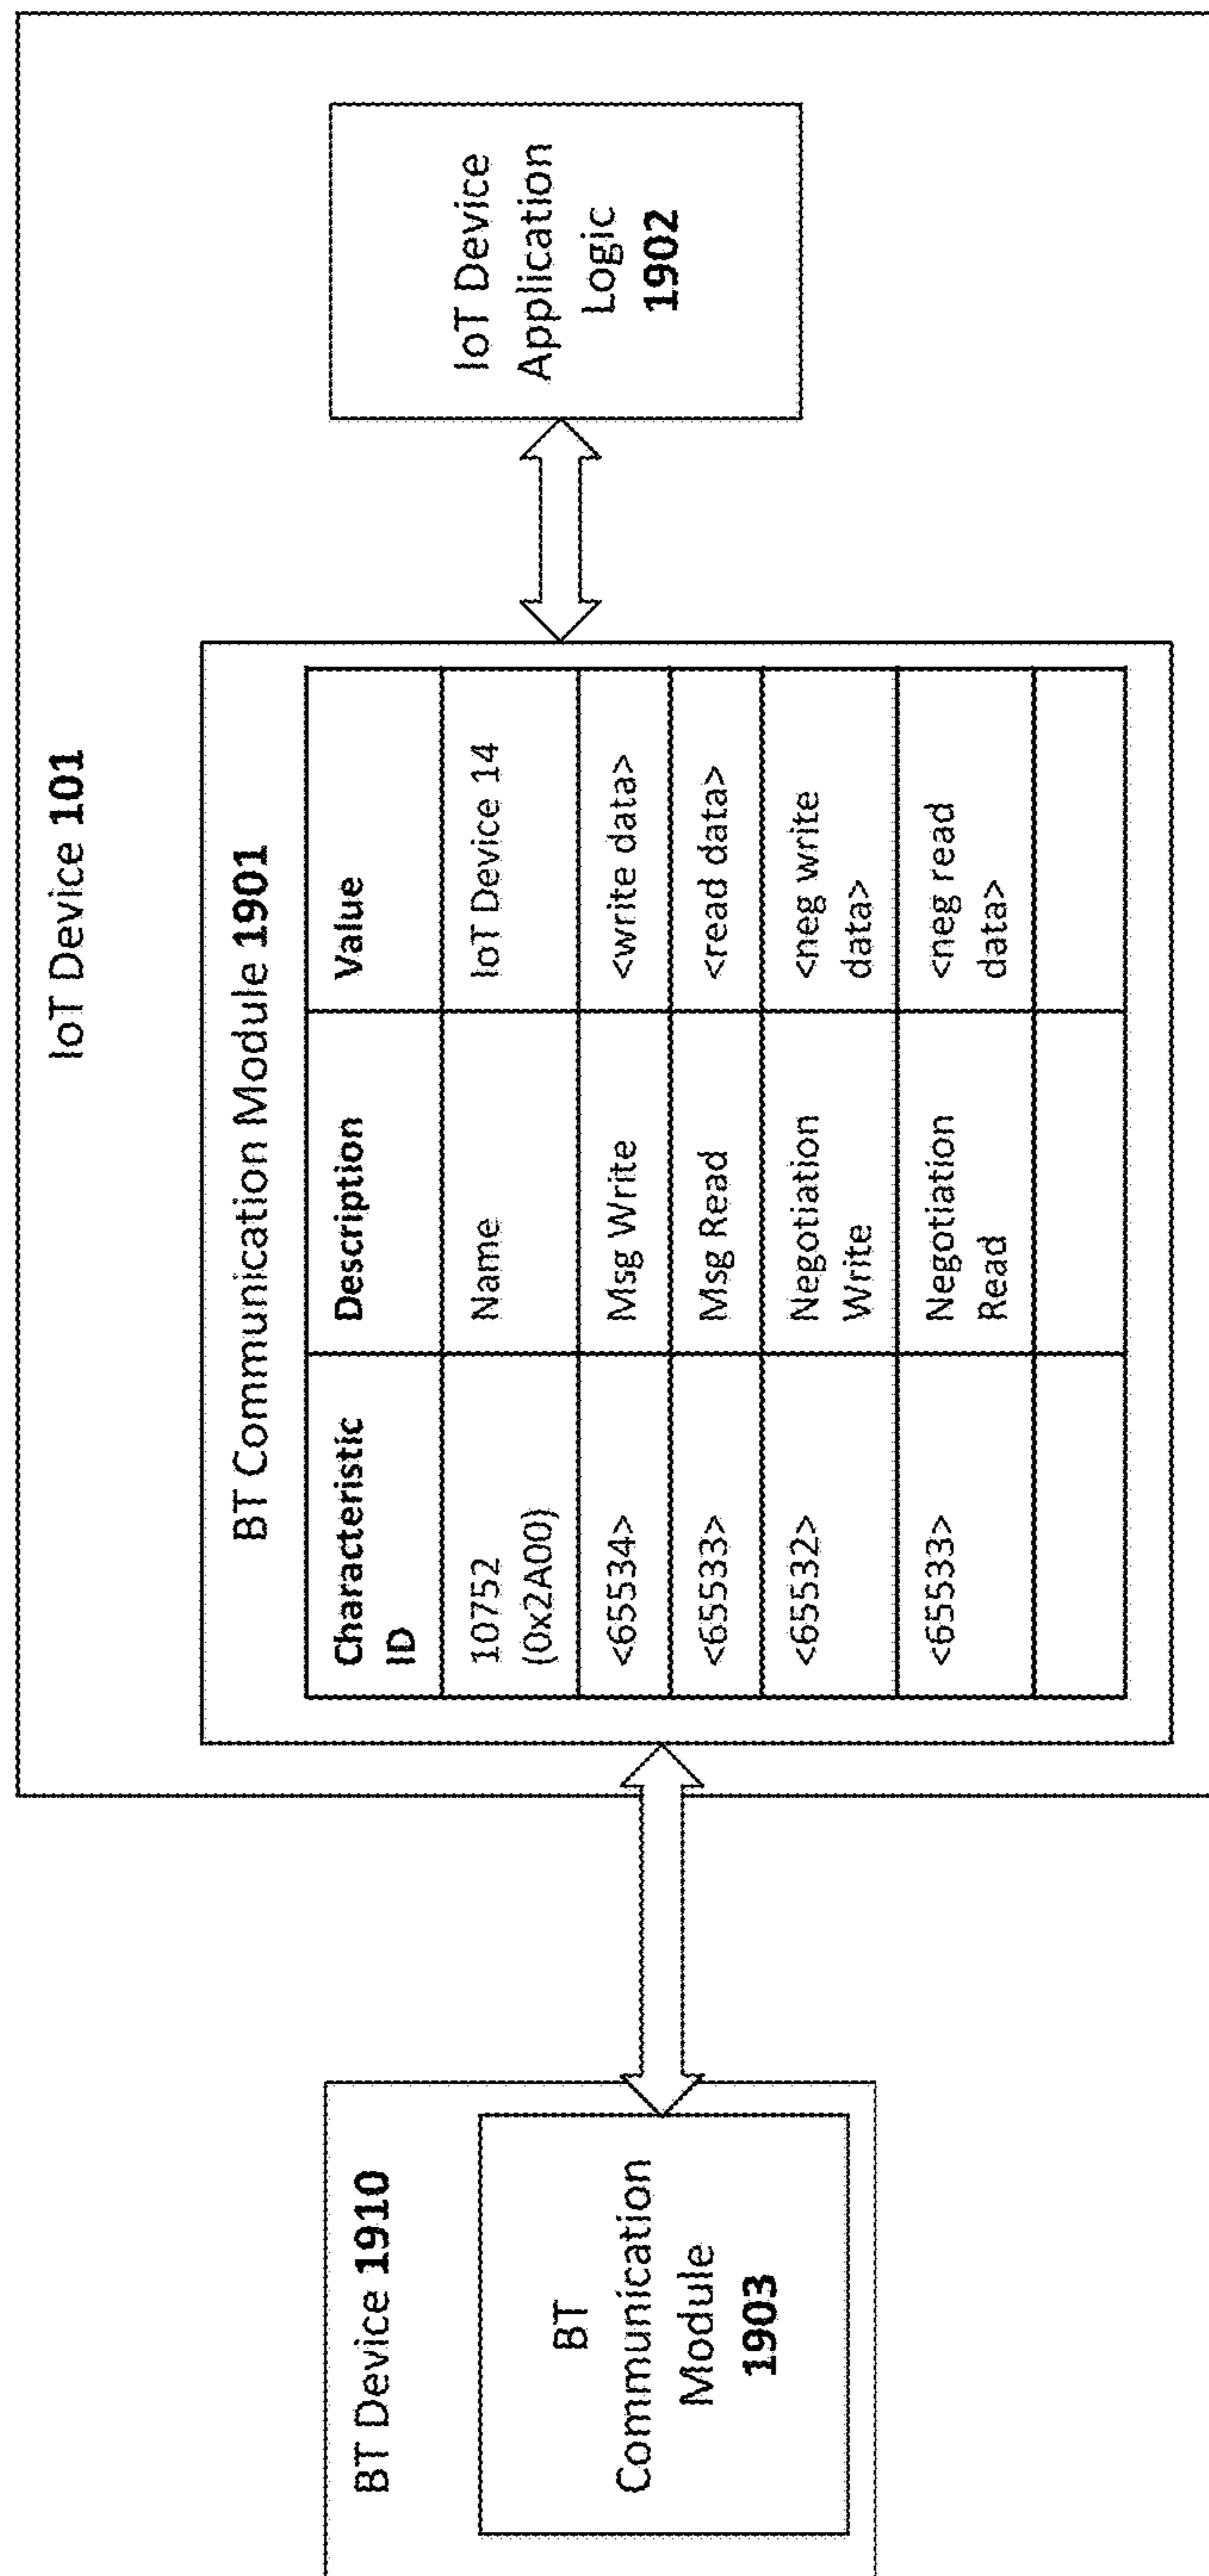 IoT Device 101
BT Communication Module 1901
Characteristic
ID
Description
Value
10752
(0x2A00)
Name
IoT Device 14
<65534>
Msg Write
<write data>
<65533>
Msg Read
<read data>
<65532>
Negotiation
Write
<neg write
data>
<65533>
Negotiation
Read
<neg read
data>
IoT Device
Application
Logic
1902
BT Device 1910
BT
Communication
Module
1903